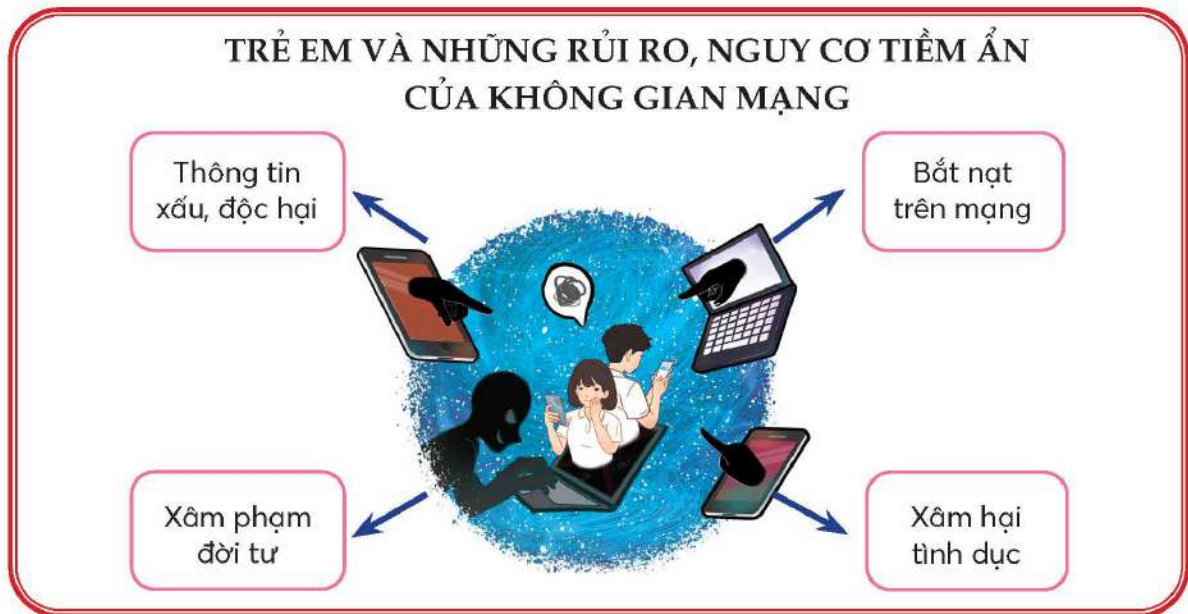 TRẺ EM VÀ NHỮNG RỦI RO, NGUY CƠ TIỀM ẨN
CỦA KHÔNG GIAN MẠNG
Thông tin
xấu, độc hại
Bắt nạt
trên mạng
Xâm phạm
đời tư
Xâm hại
tình dục